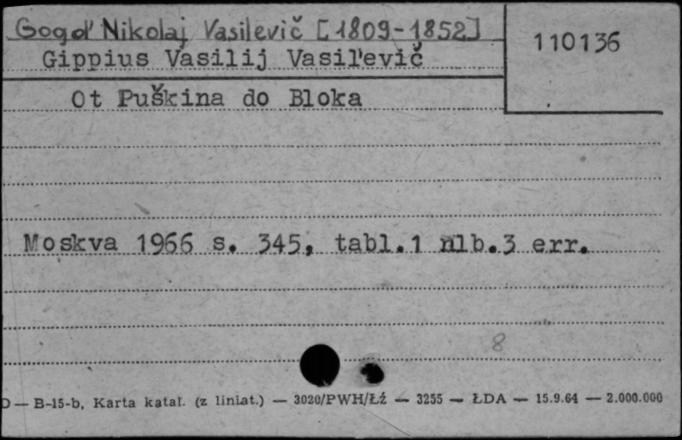 Gogol' Nikolaj Vasilevič [1809-1852]
110136
Gippius Vasilij Vasil'evič
Ot Puškina do Bloka
Moskva 1966 s. 345, tabl.1 nlb.3 err.
8
D — B-15-b, Karta katal. (z liniat.) — 3020/PWH/Łź — 3255 — ŁDA — 15.9.64 — 2.000.000